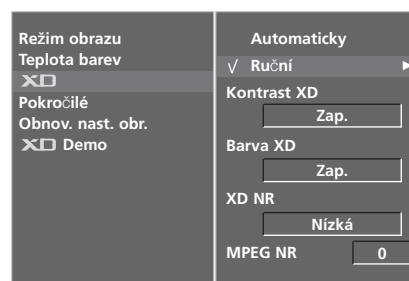 Režim obrazu
Teplota barev
XD
Pokročilé
Obnov. nast. obr.
XD Demo
Automaticky
√ Ruční ►
Kontrast XD
Zap.
Barva XD
Zap.
XD NR
Nízká
MPEG NR 0